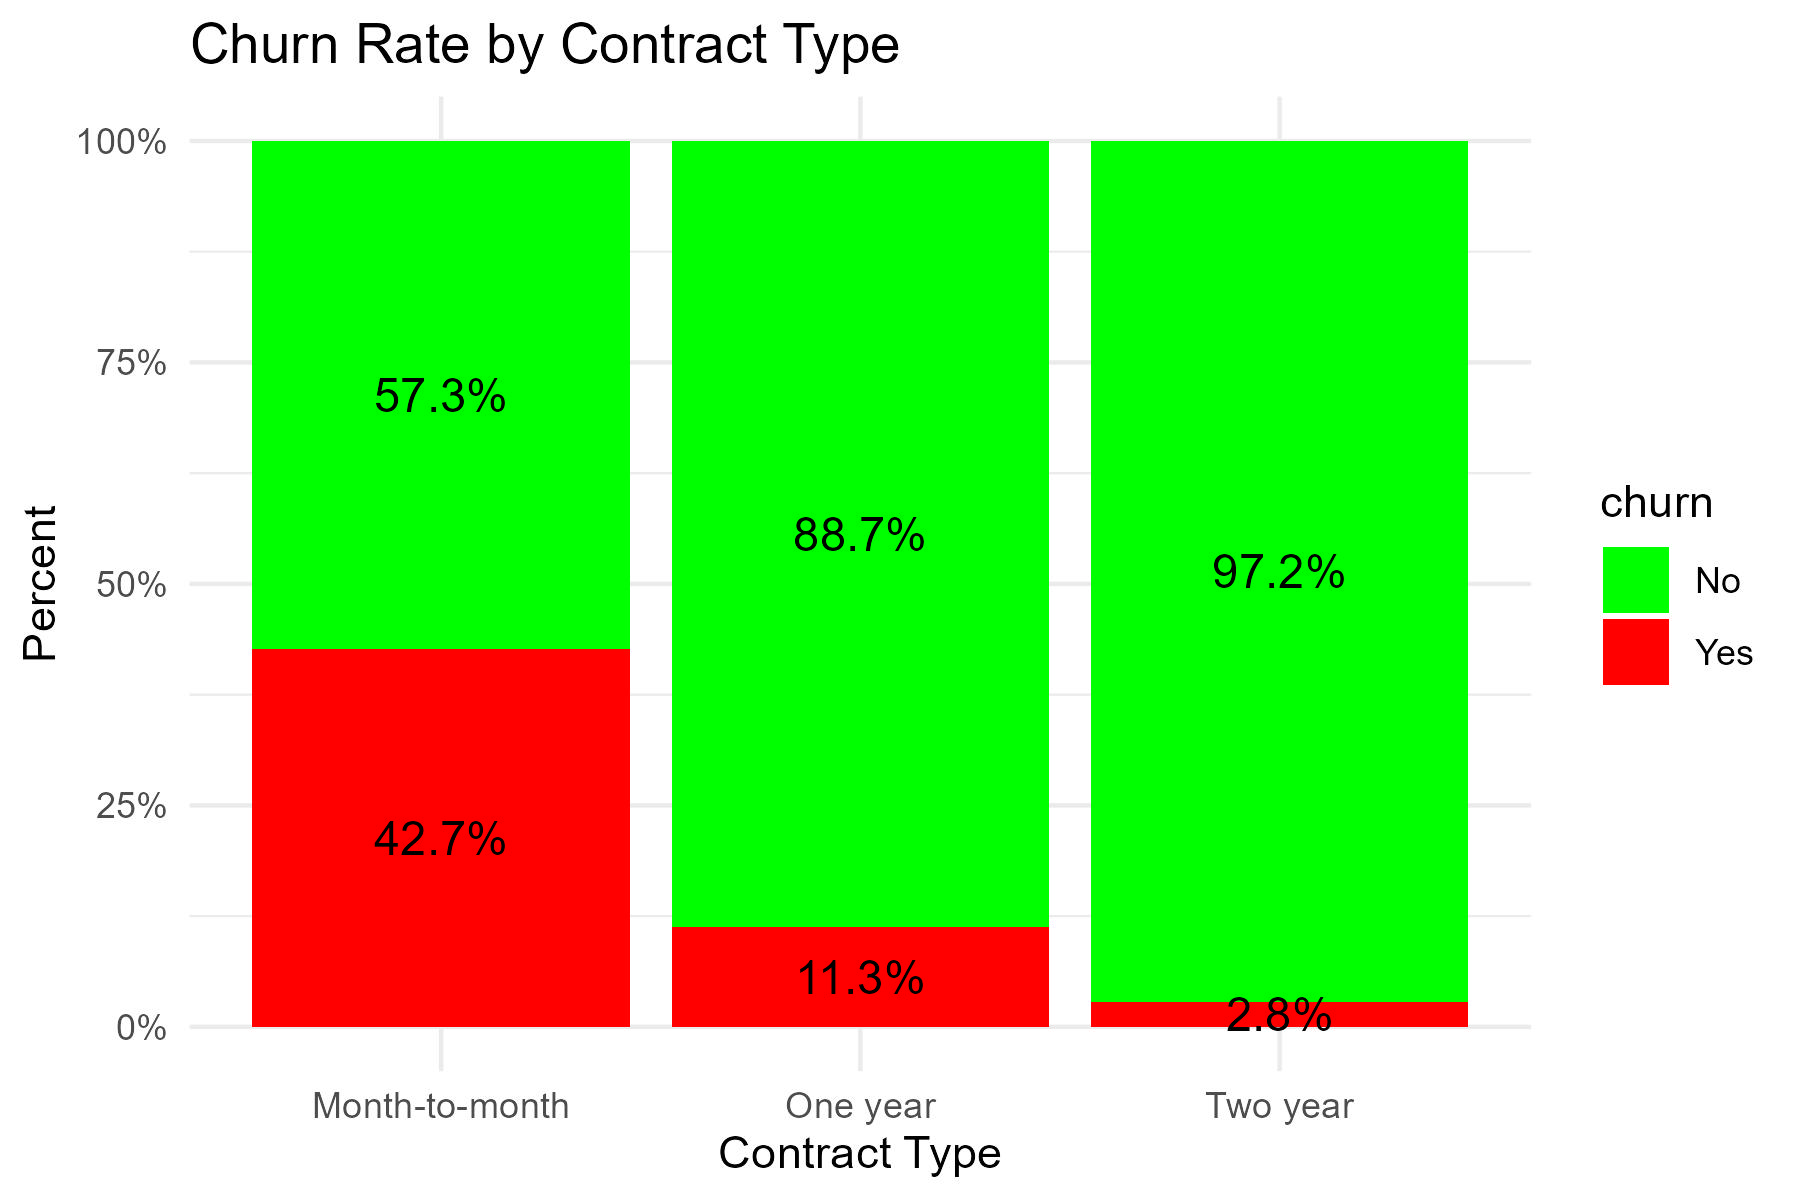 Churn Rate by Contract Type
100%
75%
50%
25%
0%
Percent
57.3%
42.7%
88.7%
11.3%
97.2%
2.8%
Month-to-month
One year
Two year
Contract Type
churn
No
Yes